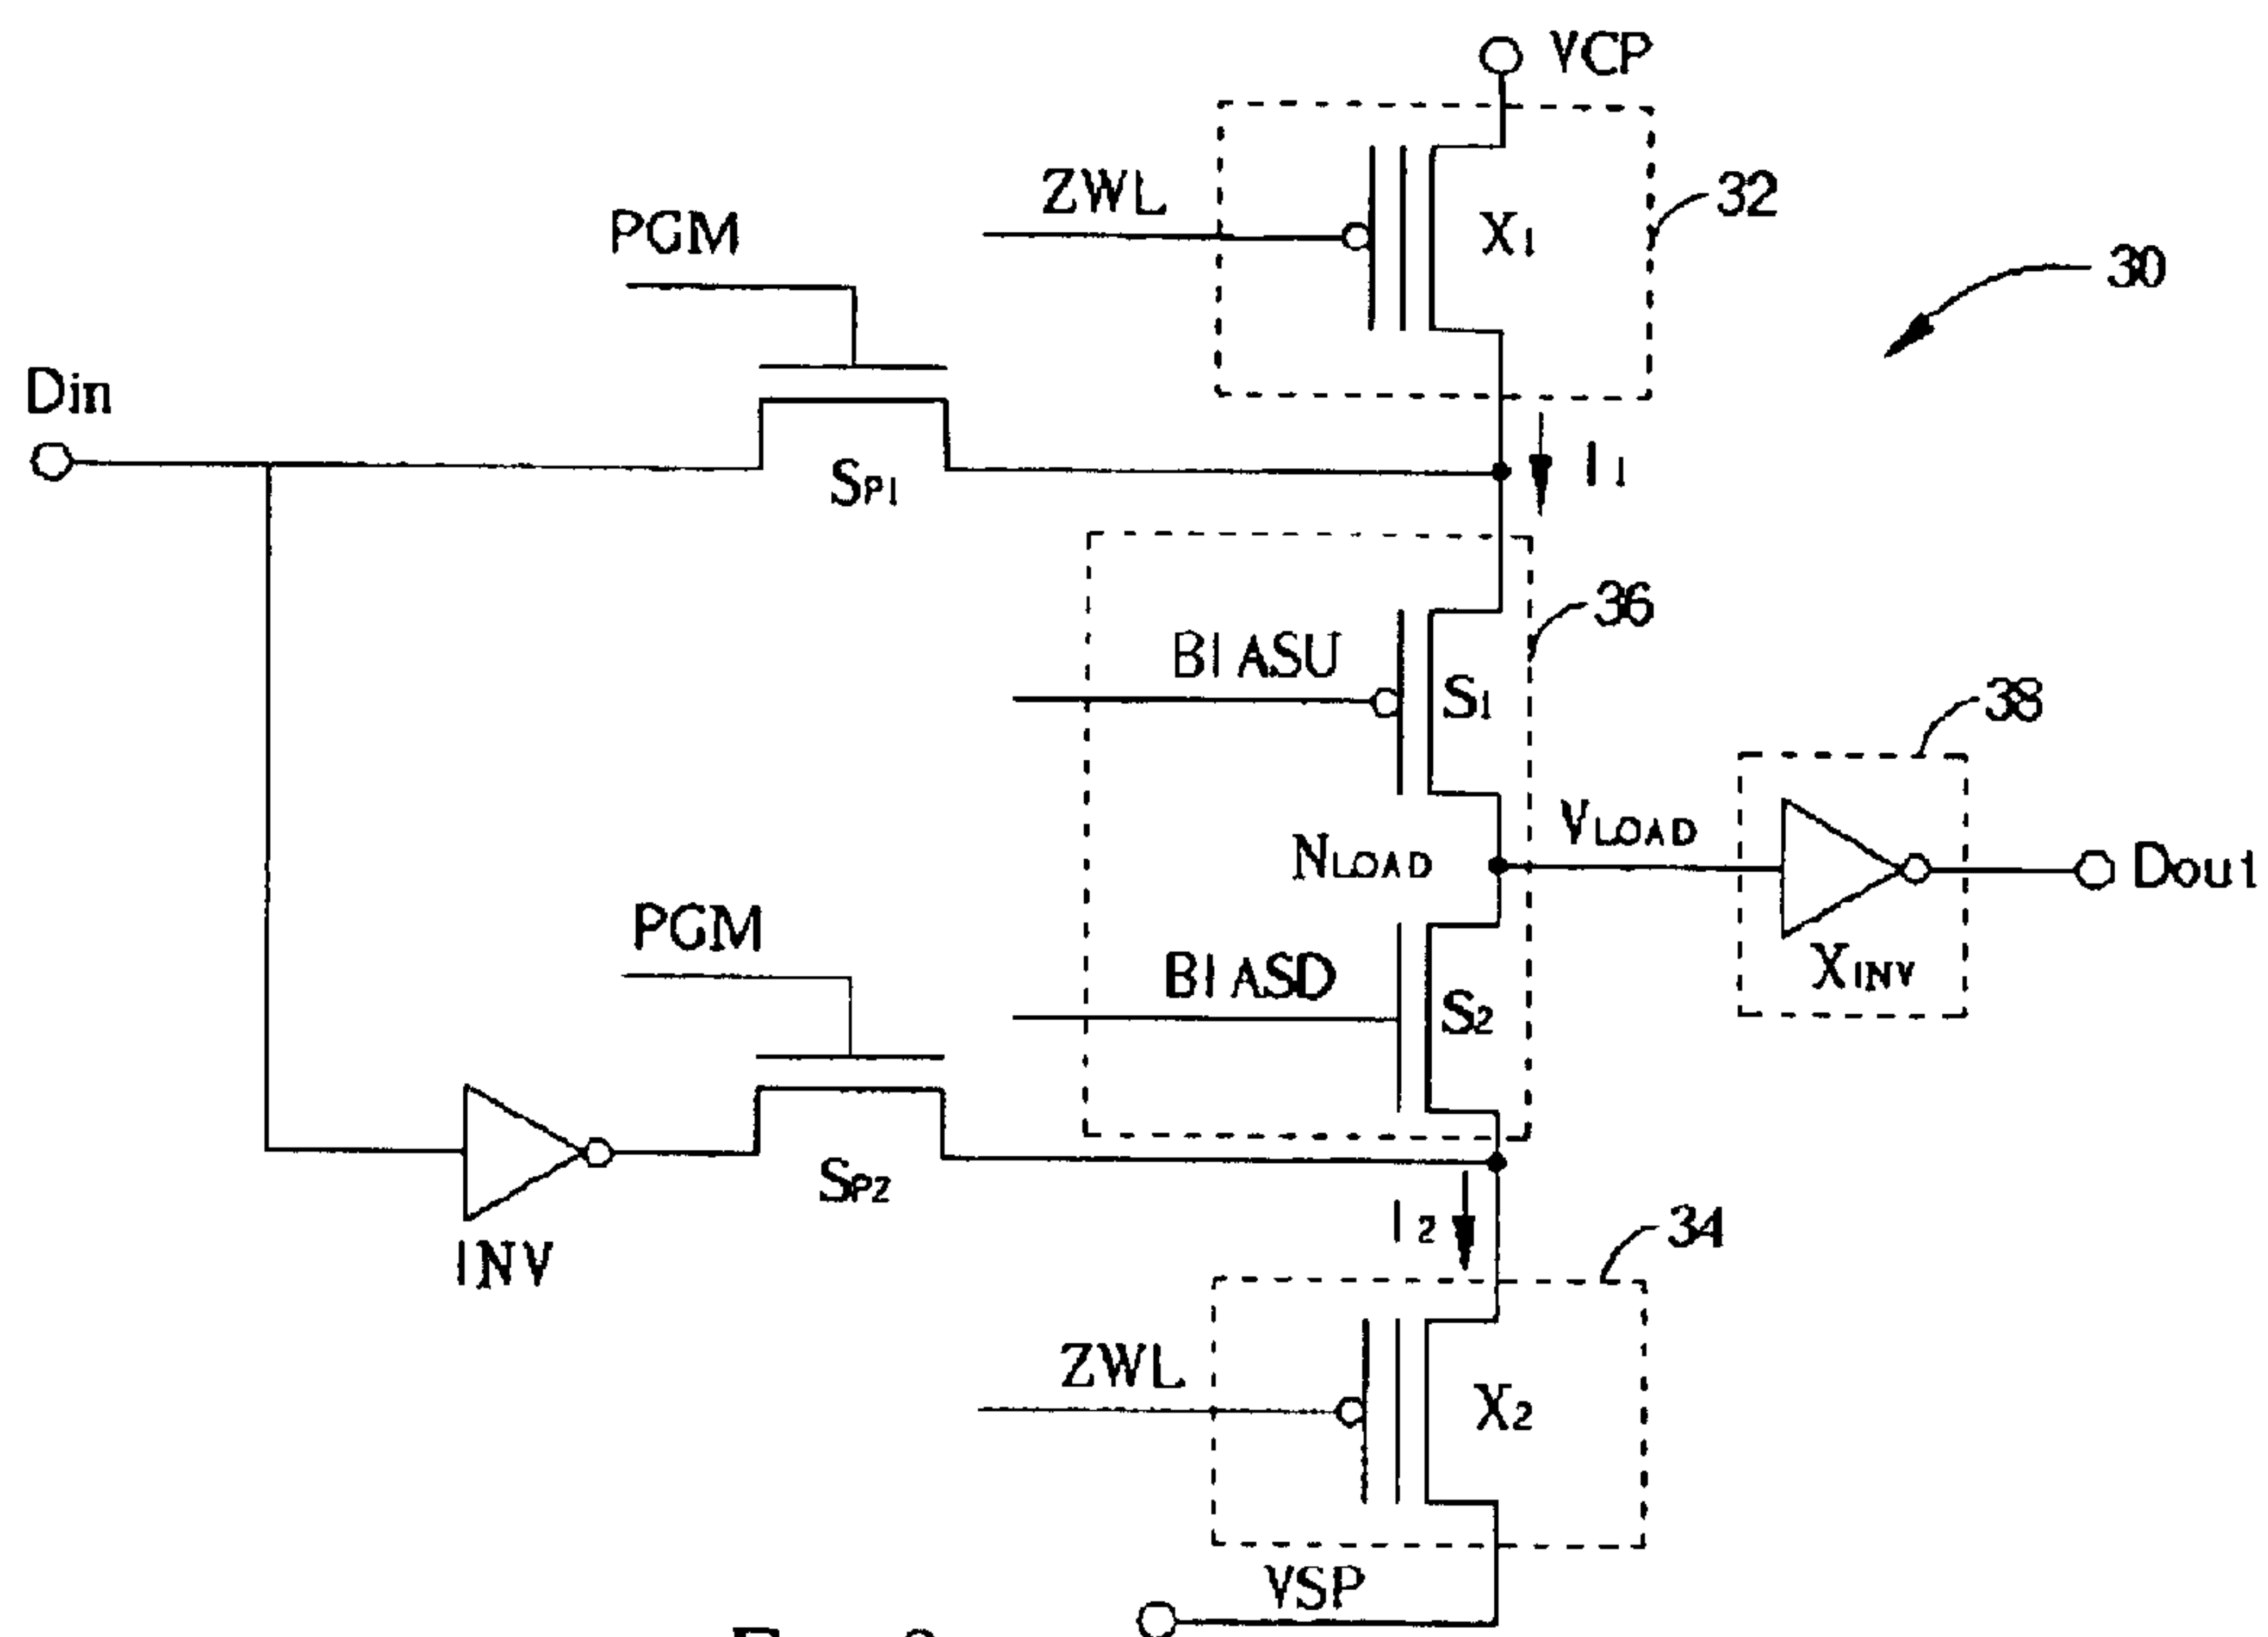 VCP
ZWL
X1
32
PGM
30
Din
SP1
I1
36
BIASU
S1
38
VLOAD
NLOAD
Dout
PGM
BIASD
S2
XINV
SP2
I2
34
INV
ZWL
X2
VSP